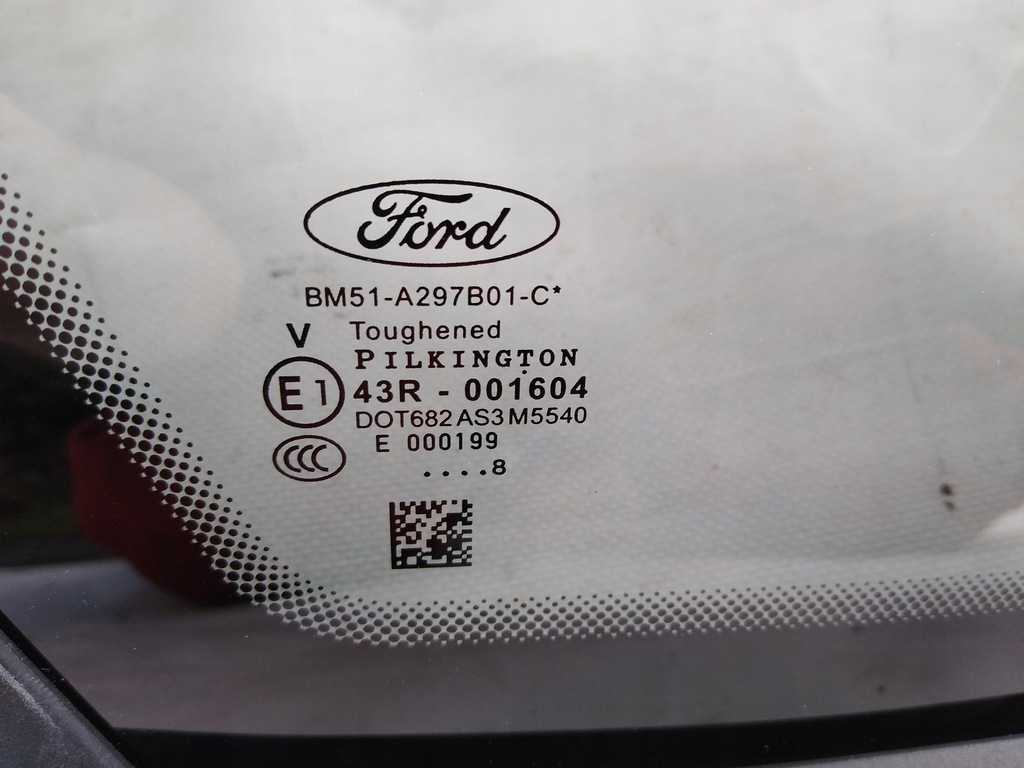 Ford
BM51-A297B01-C*
V Toughened
PILKINGTON
E1 43R - 001604
DOT682 AS3 M5540
E 000199
CCC
....8